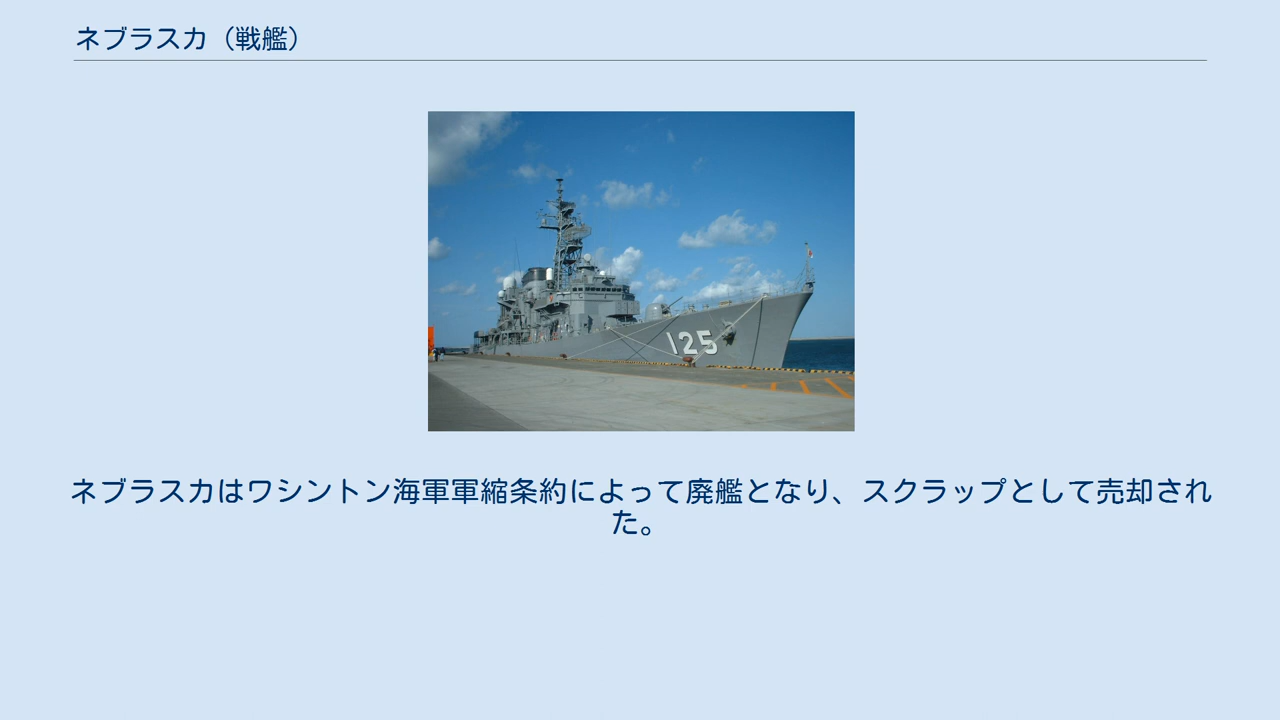 ネブラスカ（戦艦）
125
ネブラスカはワシントン海軍軍縮条約によって廃艦となり、スクラップとして売却され
た。